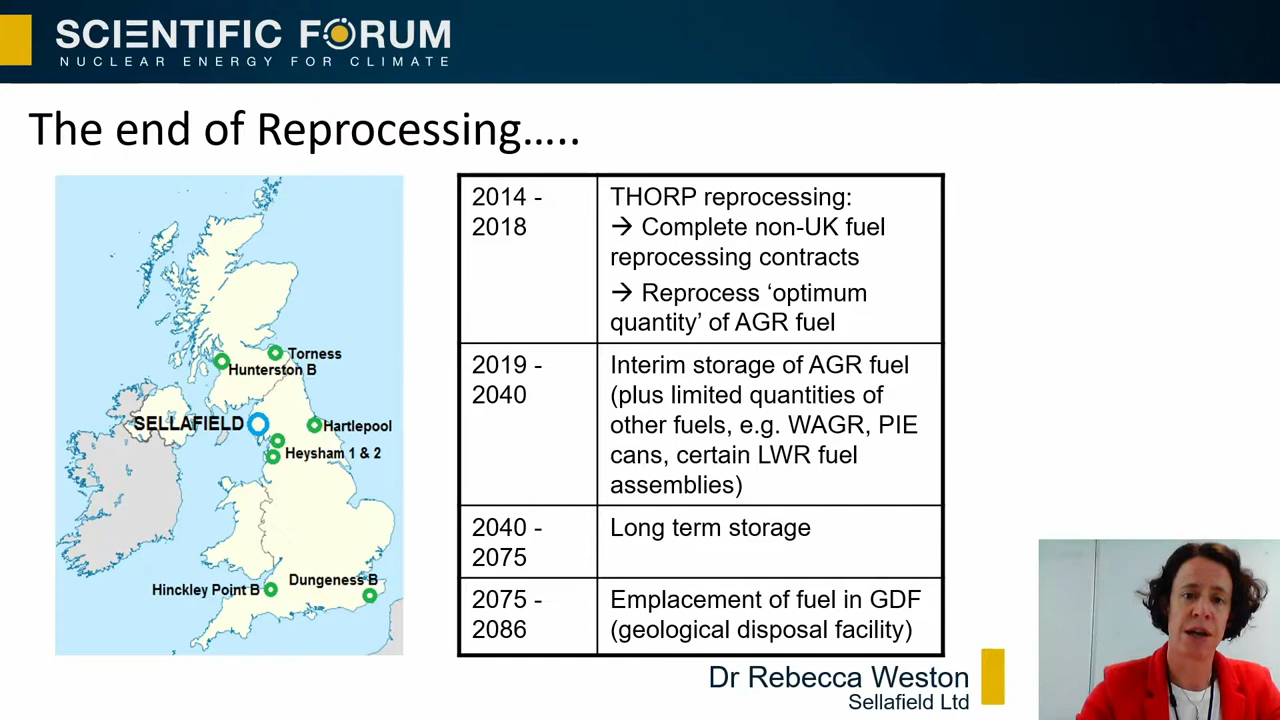 SCIENTIFIC FORUM
NUCLEAR ENERGY FOR CLIMATE
The end of Reprocessing…..
Torness
Hunterston B
SELLAFIELD
Hartlepool
Heysham 1 & 2
Dungeness B
Hinckley Point B
2014 -
2018
THORP reprocessing:
→ Complete non-UK fuel
reprocessing contracts
→ Reprocess ‘optimum
quantity’ of AGR fuel
2019 -
2040
Interim storage of AGR fuel
(plus limited quantities of
other fuels, e.g. WAGR, PIE
cans, certain LWR fuel
assemblies)
2040 -
2075
Long term storage
2075 -
2086
Emplacement of fuel in GDF
(geological disposal facility)
Dr Rebecca Weston
Sellafield Ltd